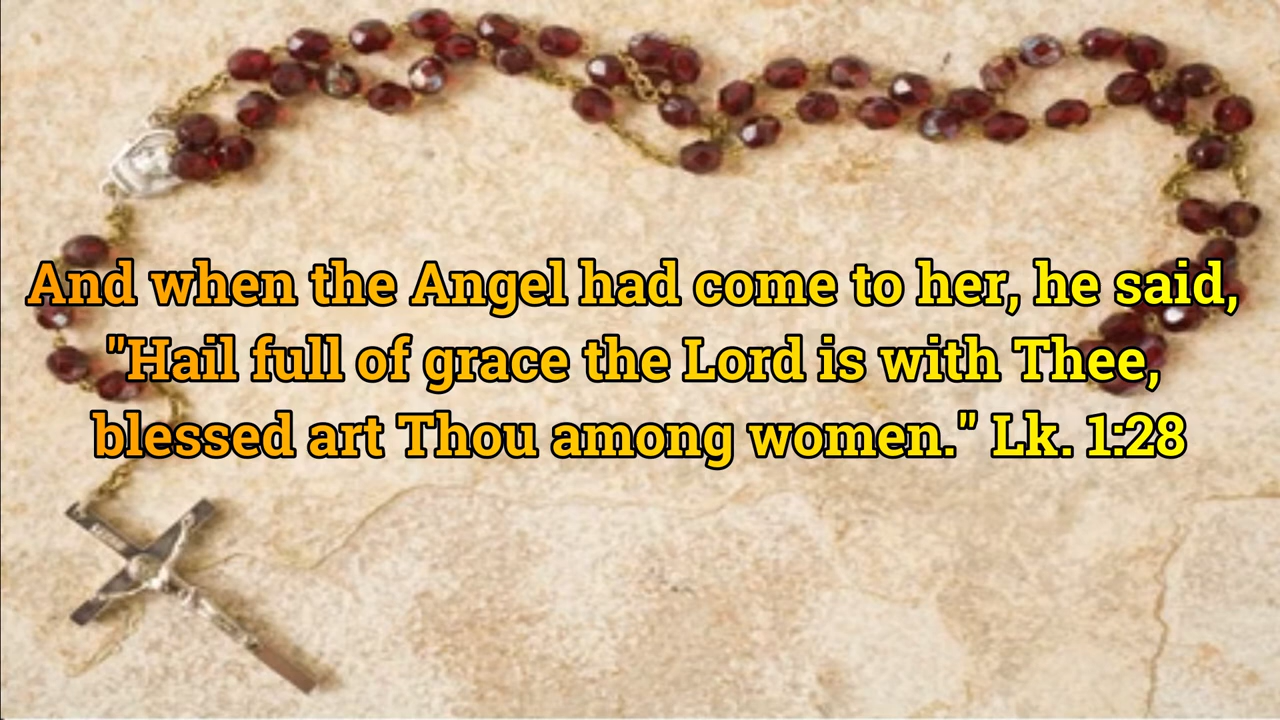 And when the Angel had come to her, he said,
"Hail full of grace the Lord is with Thee,
blessed art Thou among women." Lk. 1:28